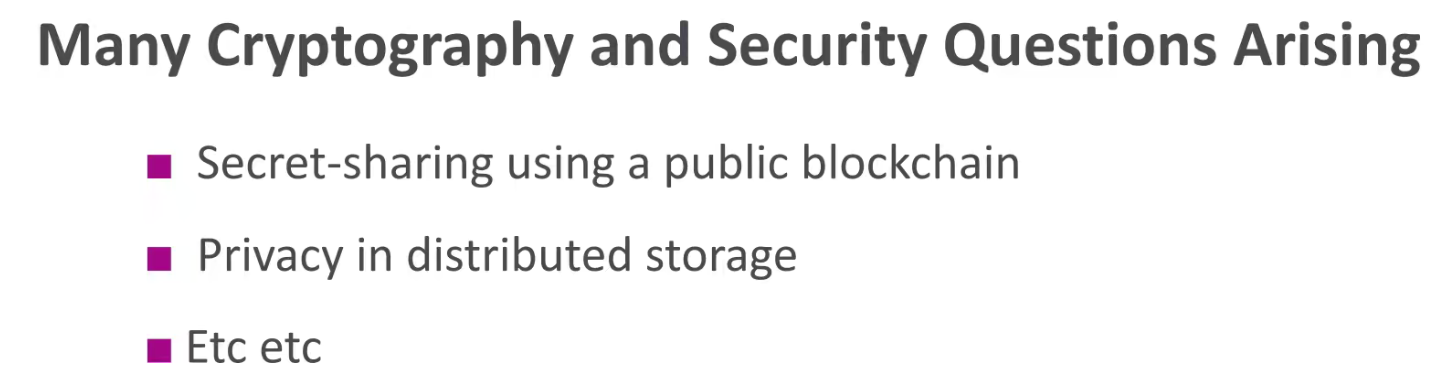 Many Cryptography and Security Questions Arising
Secret-sharing using a public blockchain
Privacy in distributed storage
Etc etc